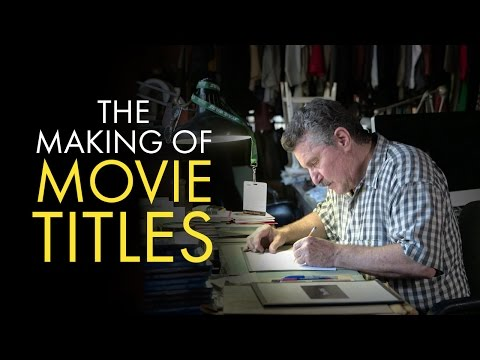 THE
MAKING OF
MOVIE
TITLES